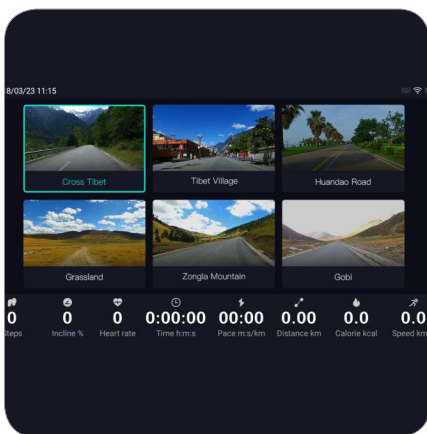 8/03/23 11:15
Cross Tibet
Tibet Village
Huandao Road
Grassland
Zongla Mountain
Gobi
0 0 0 0:00:00 00:00 0.00 0.0 0.0
Steps Incline % Heart rate Time h:m:s Pace m:s/km Distance km Calorie kcal Speed km